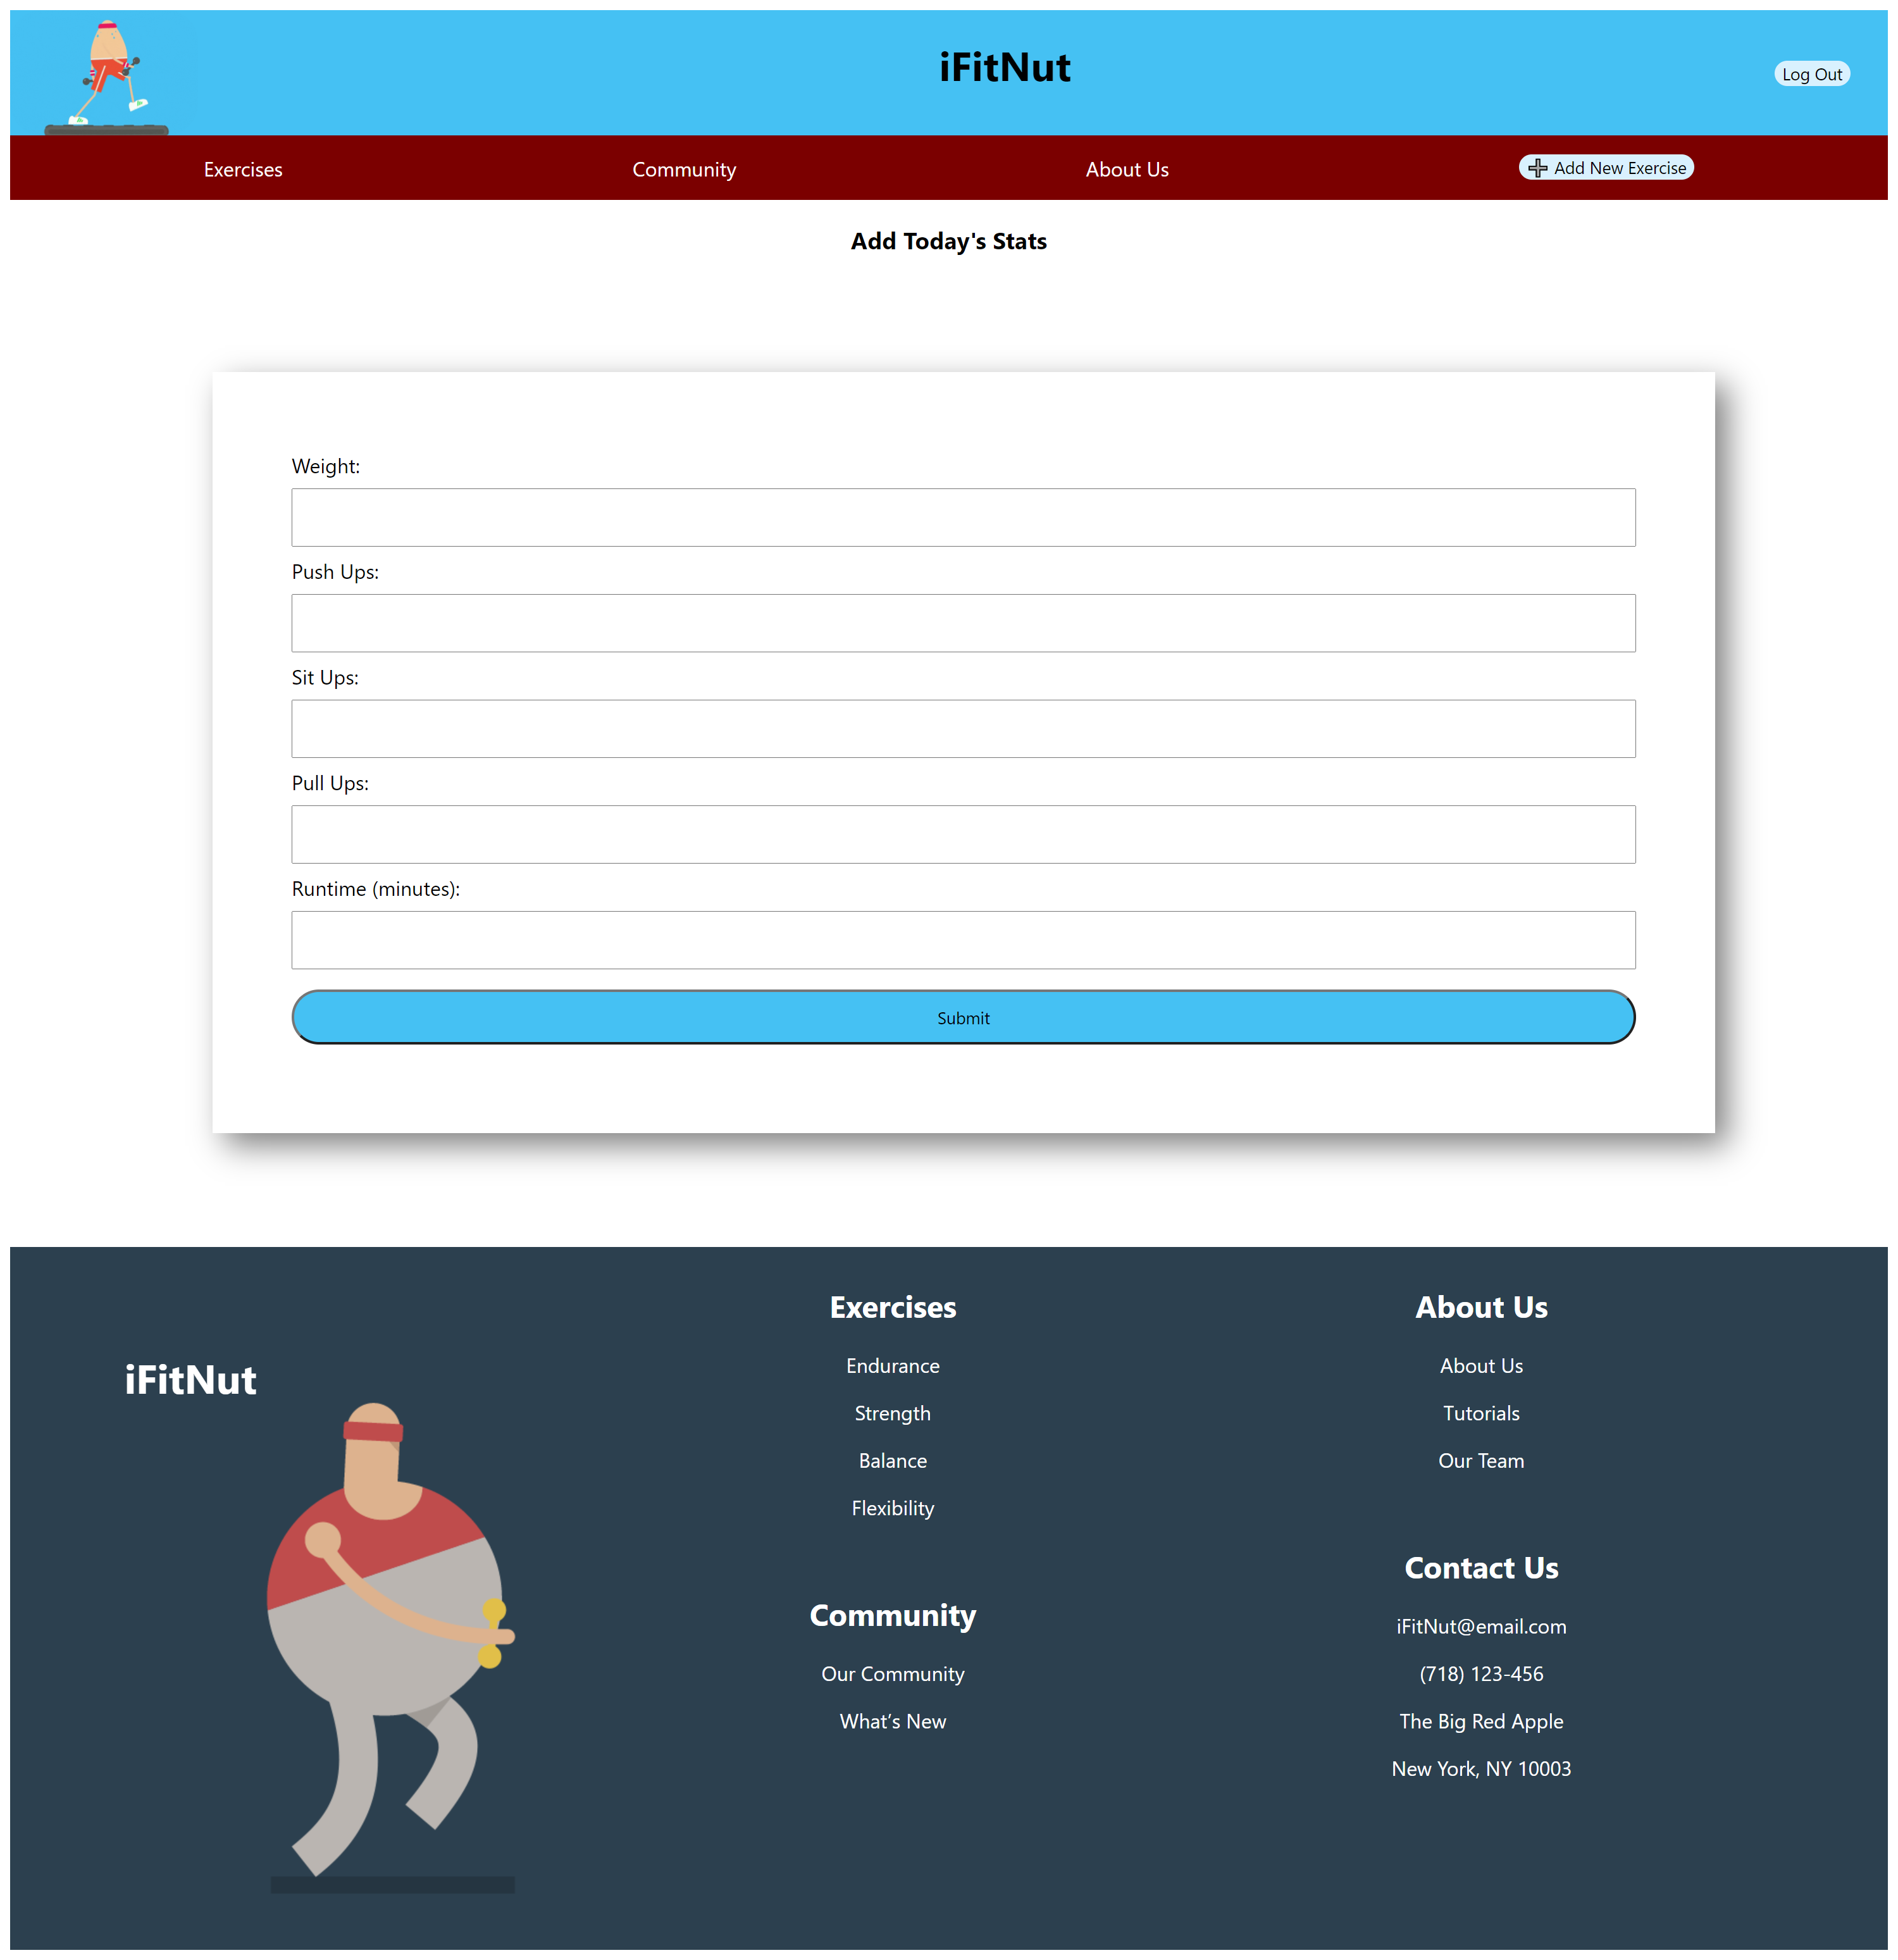 iFitNut
Log Out
Exercises
Community
About Us
Add New Exercise
Add Today's Stats
Weight:
Push Ups:
Sit Ups:
Pull Ups:
Runtime (minutes):
Submit
iFitNut
Exercises
Endurance
Strength
Balance
Flexibility
Community
Our Community
What’s New
About Us
About Us
Tutorials
Our Team
Contact Us
iFitNut@email.com
(718) 123-456
The Big Red Apple
New York, NY 10003